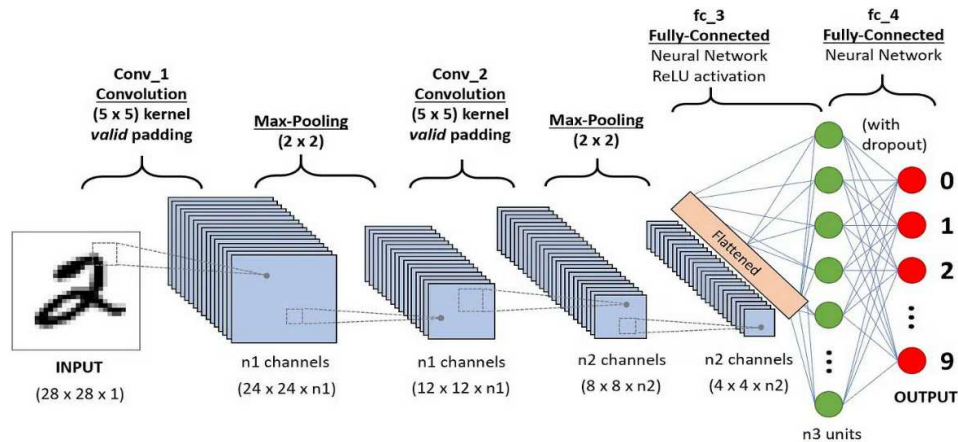 fc_3
Fully-Connected
Neural Network
ReLU activation
fc_4
Fully-Connected
Neural Network
Conv_1
Convolution
(5 x 5) kernel
valid padding
Max-Pooling
(2 x 2)
Conv_2
Convolution
(5 x 5) kernel
valid padding
Max-Pooling
(2 x 2)
(with
dropout)
Flattened
0
1
2
...
9
...
INPUT
(28 x 28 x 1)
n1 channels
(24 x 24 x n1)
n1 channels
(12 x 12 x n1)
n2 channels
(8 x 8 x n2)
n2 channels
(4 x 4 x n2)
OUTPUT
n3 units
2